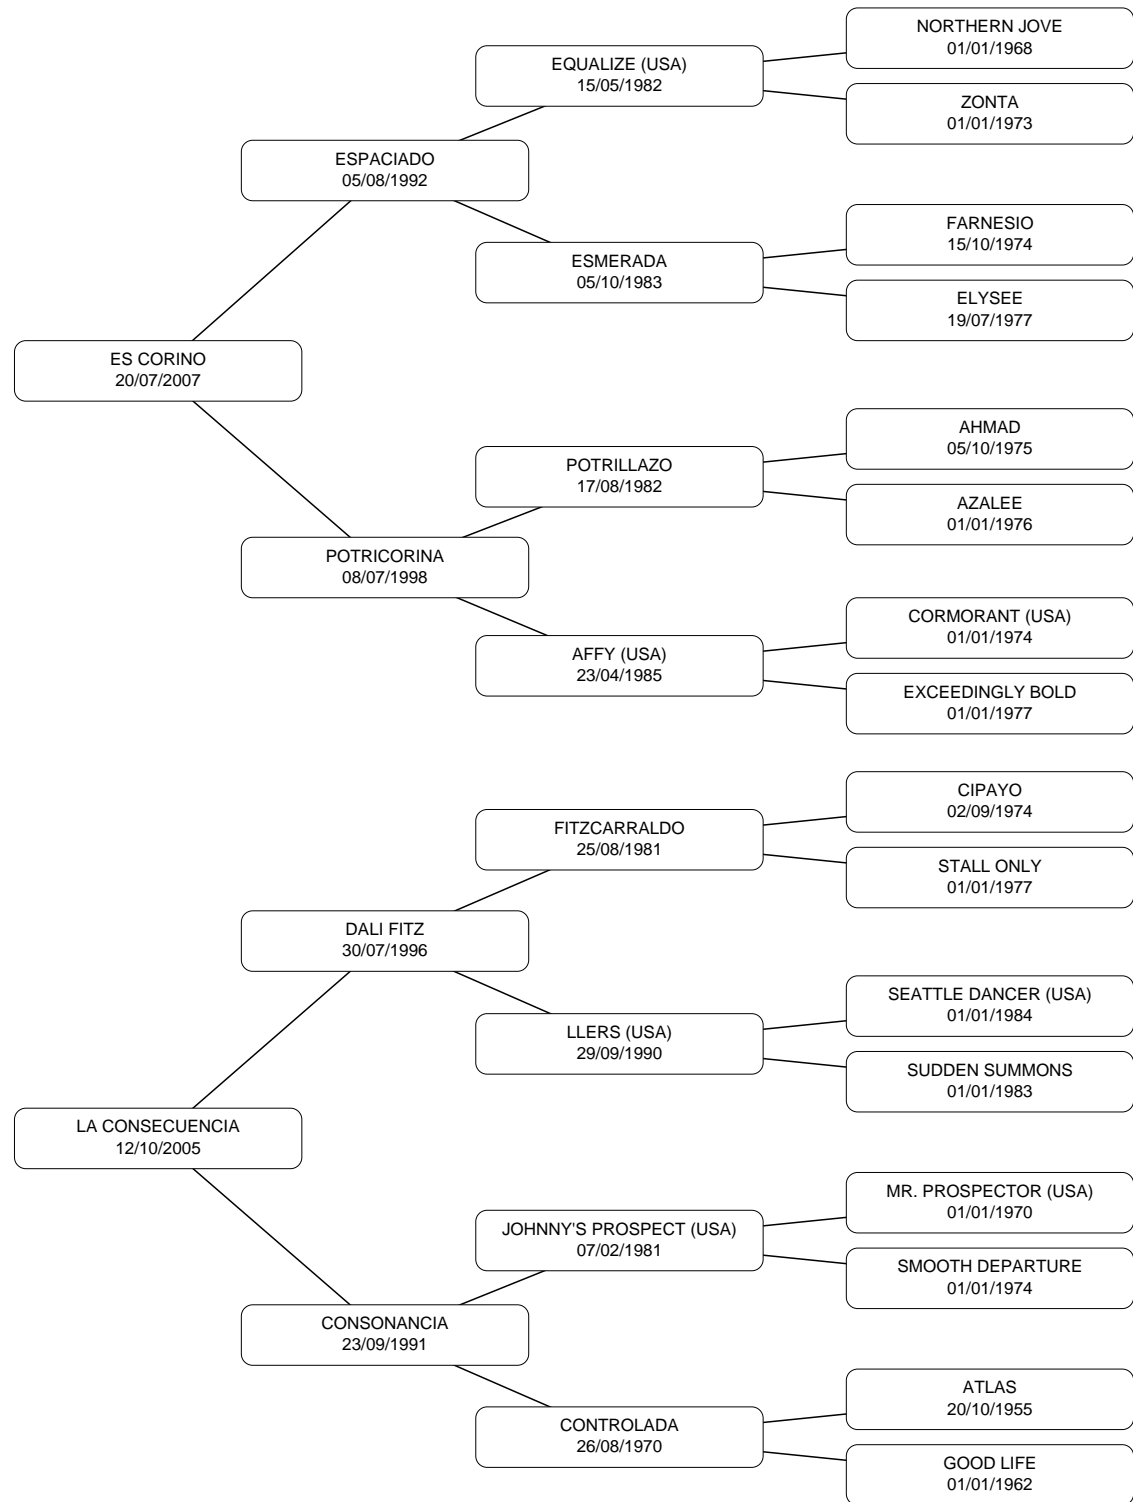 NORTHERN JOVE
01/01/1968
EQUALIZE (USA)
15/05/1982
ZONTA
01/01/1973
ESPACIADO
05/08/1992
FARNESIO
15/10/1974
ESMERADA
05/10/1983
ELYSEE
19/07/1977
ES CORINO
20/07/2007
AHMAD
05/10/1975
POTRILLAZO
17/08/1982
AZALEE
01/01/1976
POTRICORINA
08/07/1998
CORMORANT (USA)
01/01/1974
AFFY (USA)
23/04/1985
EXCEEDINGLY BOLD
01/01/1977
CIPAYO
02/09/1974
FITZCARRALDO
25/08/1981
STALL ONLY
01/01/1977
DALI FITZ
30/07/1996
SEATTLE DANCER (USA)
01/01/1984
LLERS (USA)
29/09/1990
SUDDEN SUMMONS
01/01/1983
LA CONSECUENCIA
12/10/2005
MR. PROSPECTOR (USA)
01/01/1970
JOHNNY'S PROSPECT (USA)
07/02/1981
SMOOTH DEPARTURE
01/01/1974
CONSONANCIA
23/09/1991
ATLAS
20/10/1955
CONTROLADA
26/08/1970
GOOD LIFE
01/01/1962